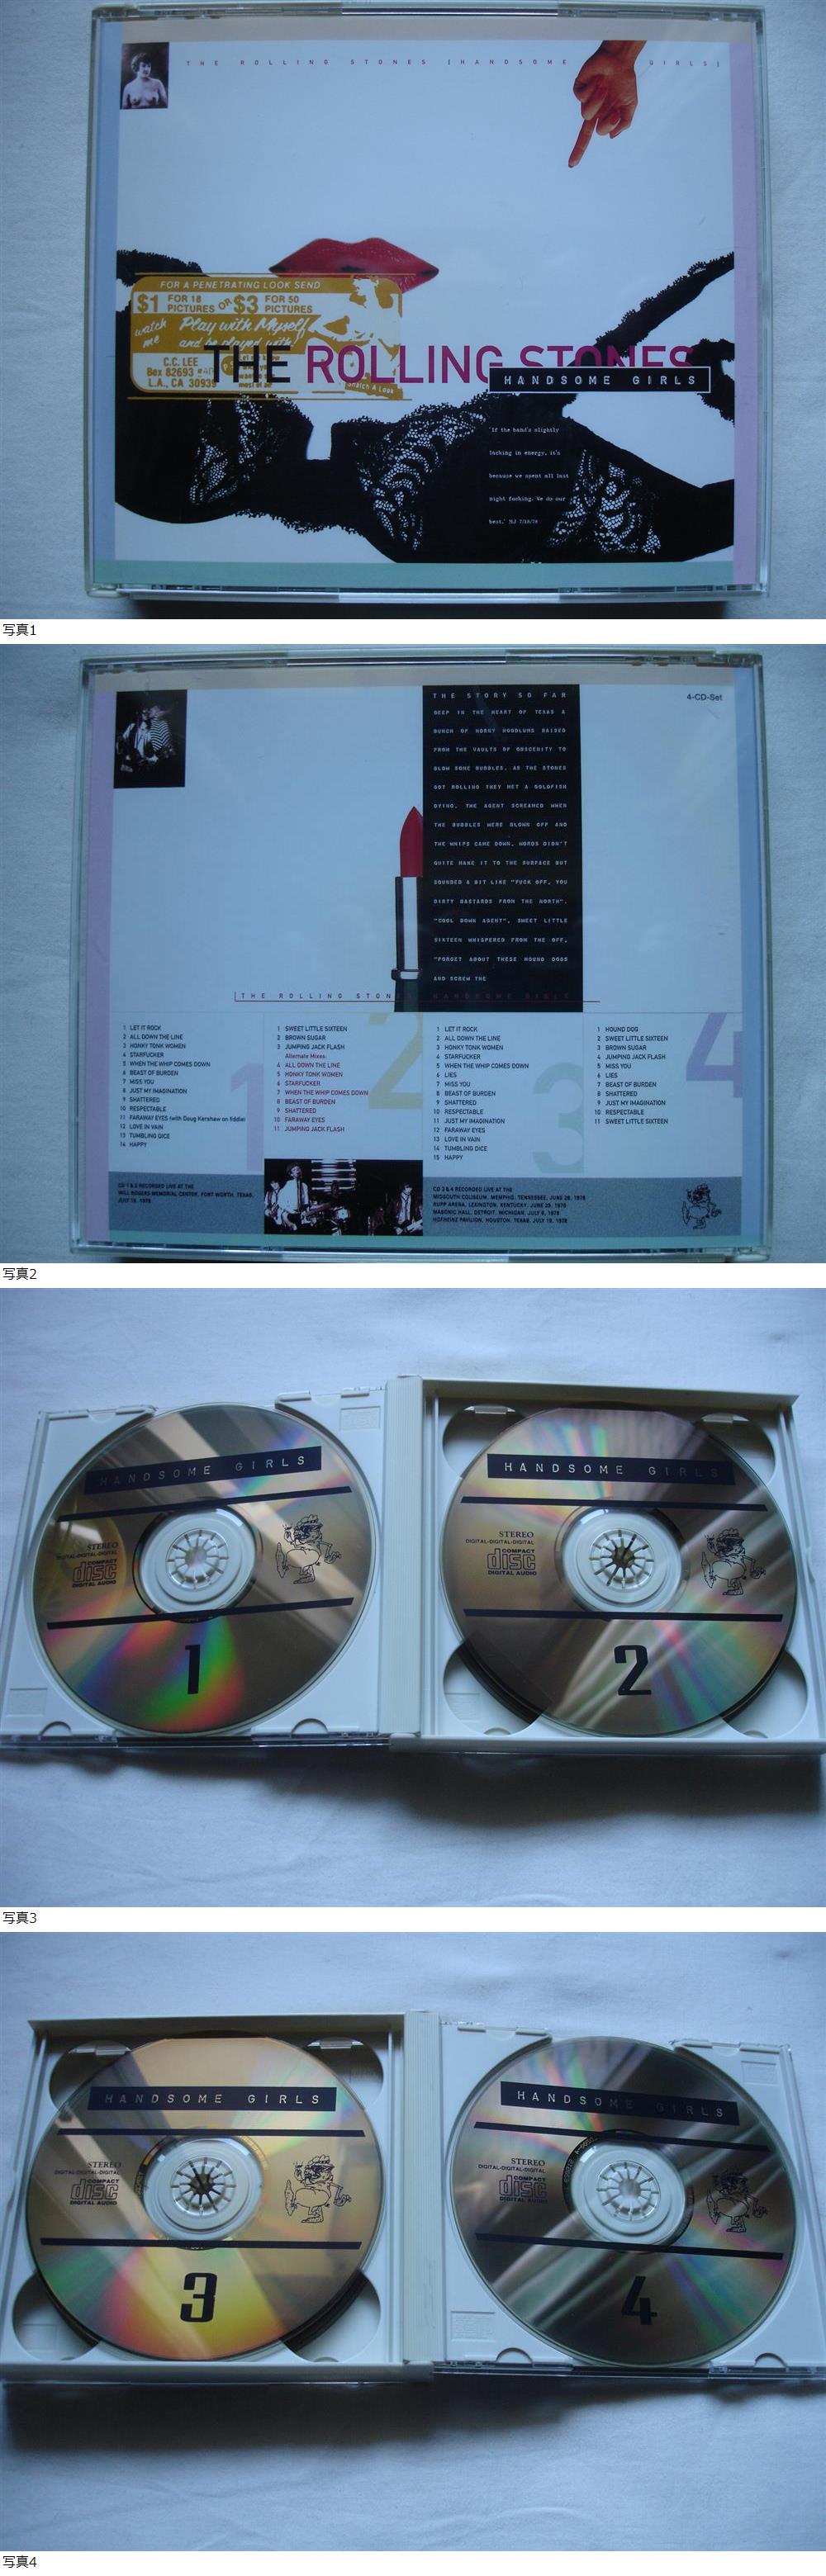 THE ROLLING STONES [HANDSOME GIRLS]
FOR A PENETRATING LOOK SEND
$1 FOR 18 PICTURES OR $3 FOR 50 PICTURES
watch me
Play with Myself
and be played with
C.C. LEE
Box 82693
L.A., CA 30939
THE ROLLING STONES
HANDSOME GIRLS
"If the band's slightly
lacking in energy, it's
because we spent all last
night fucking. We do our
best." MJ 7/18/78
写真1
4-CD-Set
THE STORY SO FAR
DEEP IN THE HEART OF TEXAS A
BUNCH OF HORNY HOODLUMS RAISED
FROM THE VAULTS OF OBSCENITY TO
BLOW SOME BUBBLES. AS THE STONES
GOT ROLLING THEY MET A GOLDFISH
DYING. THE AGENT SCREAMED WHEN
THE BUBBLES WERE BLOWN OFF AND
THE WHIPS CAME DOWN. WORDS DIDN'T
QUITE MAKE IT TO THE SURFACE BUT
SOUNDED A BIT LIKE "FUCK OFF, YOU
DIRTY BASTARDS FROM THE NORTH".
"COOL DOWN AGENT", SWEET LITTLE
SIXTEEN WHISPERED FROM THE OFF,
"FORGET ABOUT THESE HOUND DOGS
AND SCREW THE
THE ROLLING STON HANDSOME GIRLS
1
1 LET IT ROCK
2 ALL DOWN THE LINE
3 HONKY TONK WOMEN
4 STARFUCKER
5 WHEN THE WHIP COMES DOWN
6 BEAST OF BURDEN
7 MISS YOU
8 JUST MY IMAGINATION
9 SHATTERED
10 RESPECTABLE
11 FARAWAY EYES (with Doug Kershaw on fiddle)
12 LOVE IN VAIN
13 TUMBLING DICE
14 HAPPY
2
1 SWEET LITTLE SIXTEEN
2 BROWN SUGAR
3 JUMPING JACK FLASH
Alternate Mixes:
4 ALL DOWN THE LINE
5 HONKY TONK WOMEN
6 STARFUCKER
7 WHEN THE WHIP COMES DOWN
8 BEAST OF BURDEN
9 SHATTERED
10 FARAWAY EYES
11 JUMPING JACK FLASH
3
1 LET IT ROCK
2 ALL DOWN THE LINE
3 HONKY TONK WOMEN
4 STARFUCKER
5 WHEN THE WHIP COMES DOWN
6 LIES
7 MISS YOU
8 BEAST OF BURDEN
9 SHATTERED
10 RESPECTABLE
11 JUST MY IMAGINATION
12 FARAWAY EYES
13 LOVE IN VAIN
14 TUMBLING DICE
15 HAPPY
4
1 HOUND DOG
2 SWEET LITTLE SIXTEEN
3 BROWN SUGAR
4 JUMPING JACK FLASH
5 MISS YOU
6 LIES
7 BEAST OF BURDEN
8 SHATTERED
9 JUST MY IMAGINATION
10 RESPECTABLE
11 SWEET LITTLE SIXTEEN
CD 1 & 2 RECORDED LIVE AT THE
WILL ROGERS MEMORIAL CENTER, FORT WORTH, TEXAS,
JULY 18, 1978.
CD 3 & 4 RECORDED LIVE AT THE
MIDSOUTH COLISEUM, MEMPHIS, TENNESSEE, JUNE 28, 1978
RUPP ARENA, LEXINGTON, KENTUCKY, JUNE 29, 1978
MASONIC HALL, DETROIT, MICHIGAN, JULY 6, 1978
HOFHEINZ PAVILION, HOUSTON, TEXAS, JULY 19, 1978
写真2
HANDSOME GIRLS
STEREO
DIGITAL-DIGITAL-DIGITAL
COMPACT
disc
DIGITAL AUDIO
1
HANDSOME GIRLS
STEREO
DIGITAL-DIGITAL-DIGITAL
COMPACT
disc
DIGITAL AUDIO
2
写真3
HANDSOME GIRLS
STEREO
DIGITAL-DIGITAL-DIGITAL
COMPACT
disc
DIGITAL AUDIO
3
HANDSOME GIRLS
STEREO
DIGITAL-DIGITAL-DIGITAL
COMPACT
disc
DIGITAL AUDIO
4
写真4